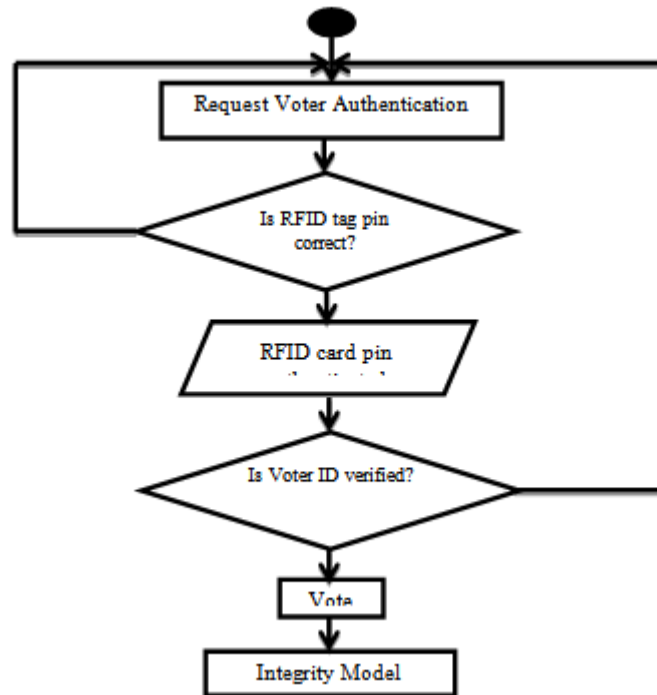 Request Voter Authentication
Is RFID tag pin
correct?
RFID card pin
Is Voter ID verified?
Vote
Integrity Model